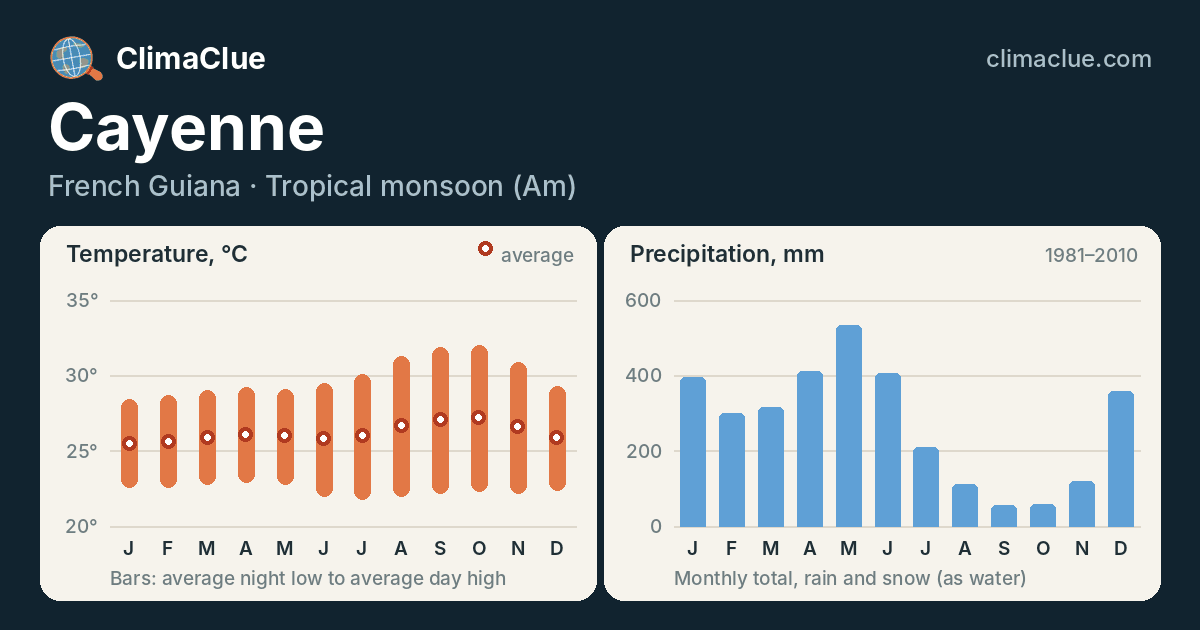 ClimaClue
climaclue.com
Cayenne
French Guiana · Tropical monsoon (Am)
Temperature, °C
average
35°
30°
25°
20°
J F M A M J J A S O N D
Bars: average night low to average day high
Precipitation, mm
1981–2010
600
400
200
0
J F M A M J J A S O N D
Monthly total, rain and snow (as water)